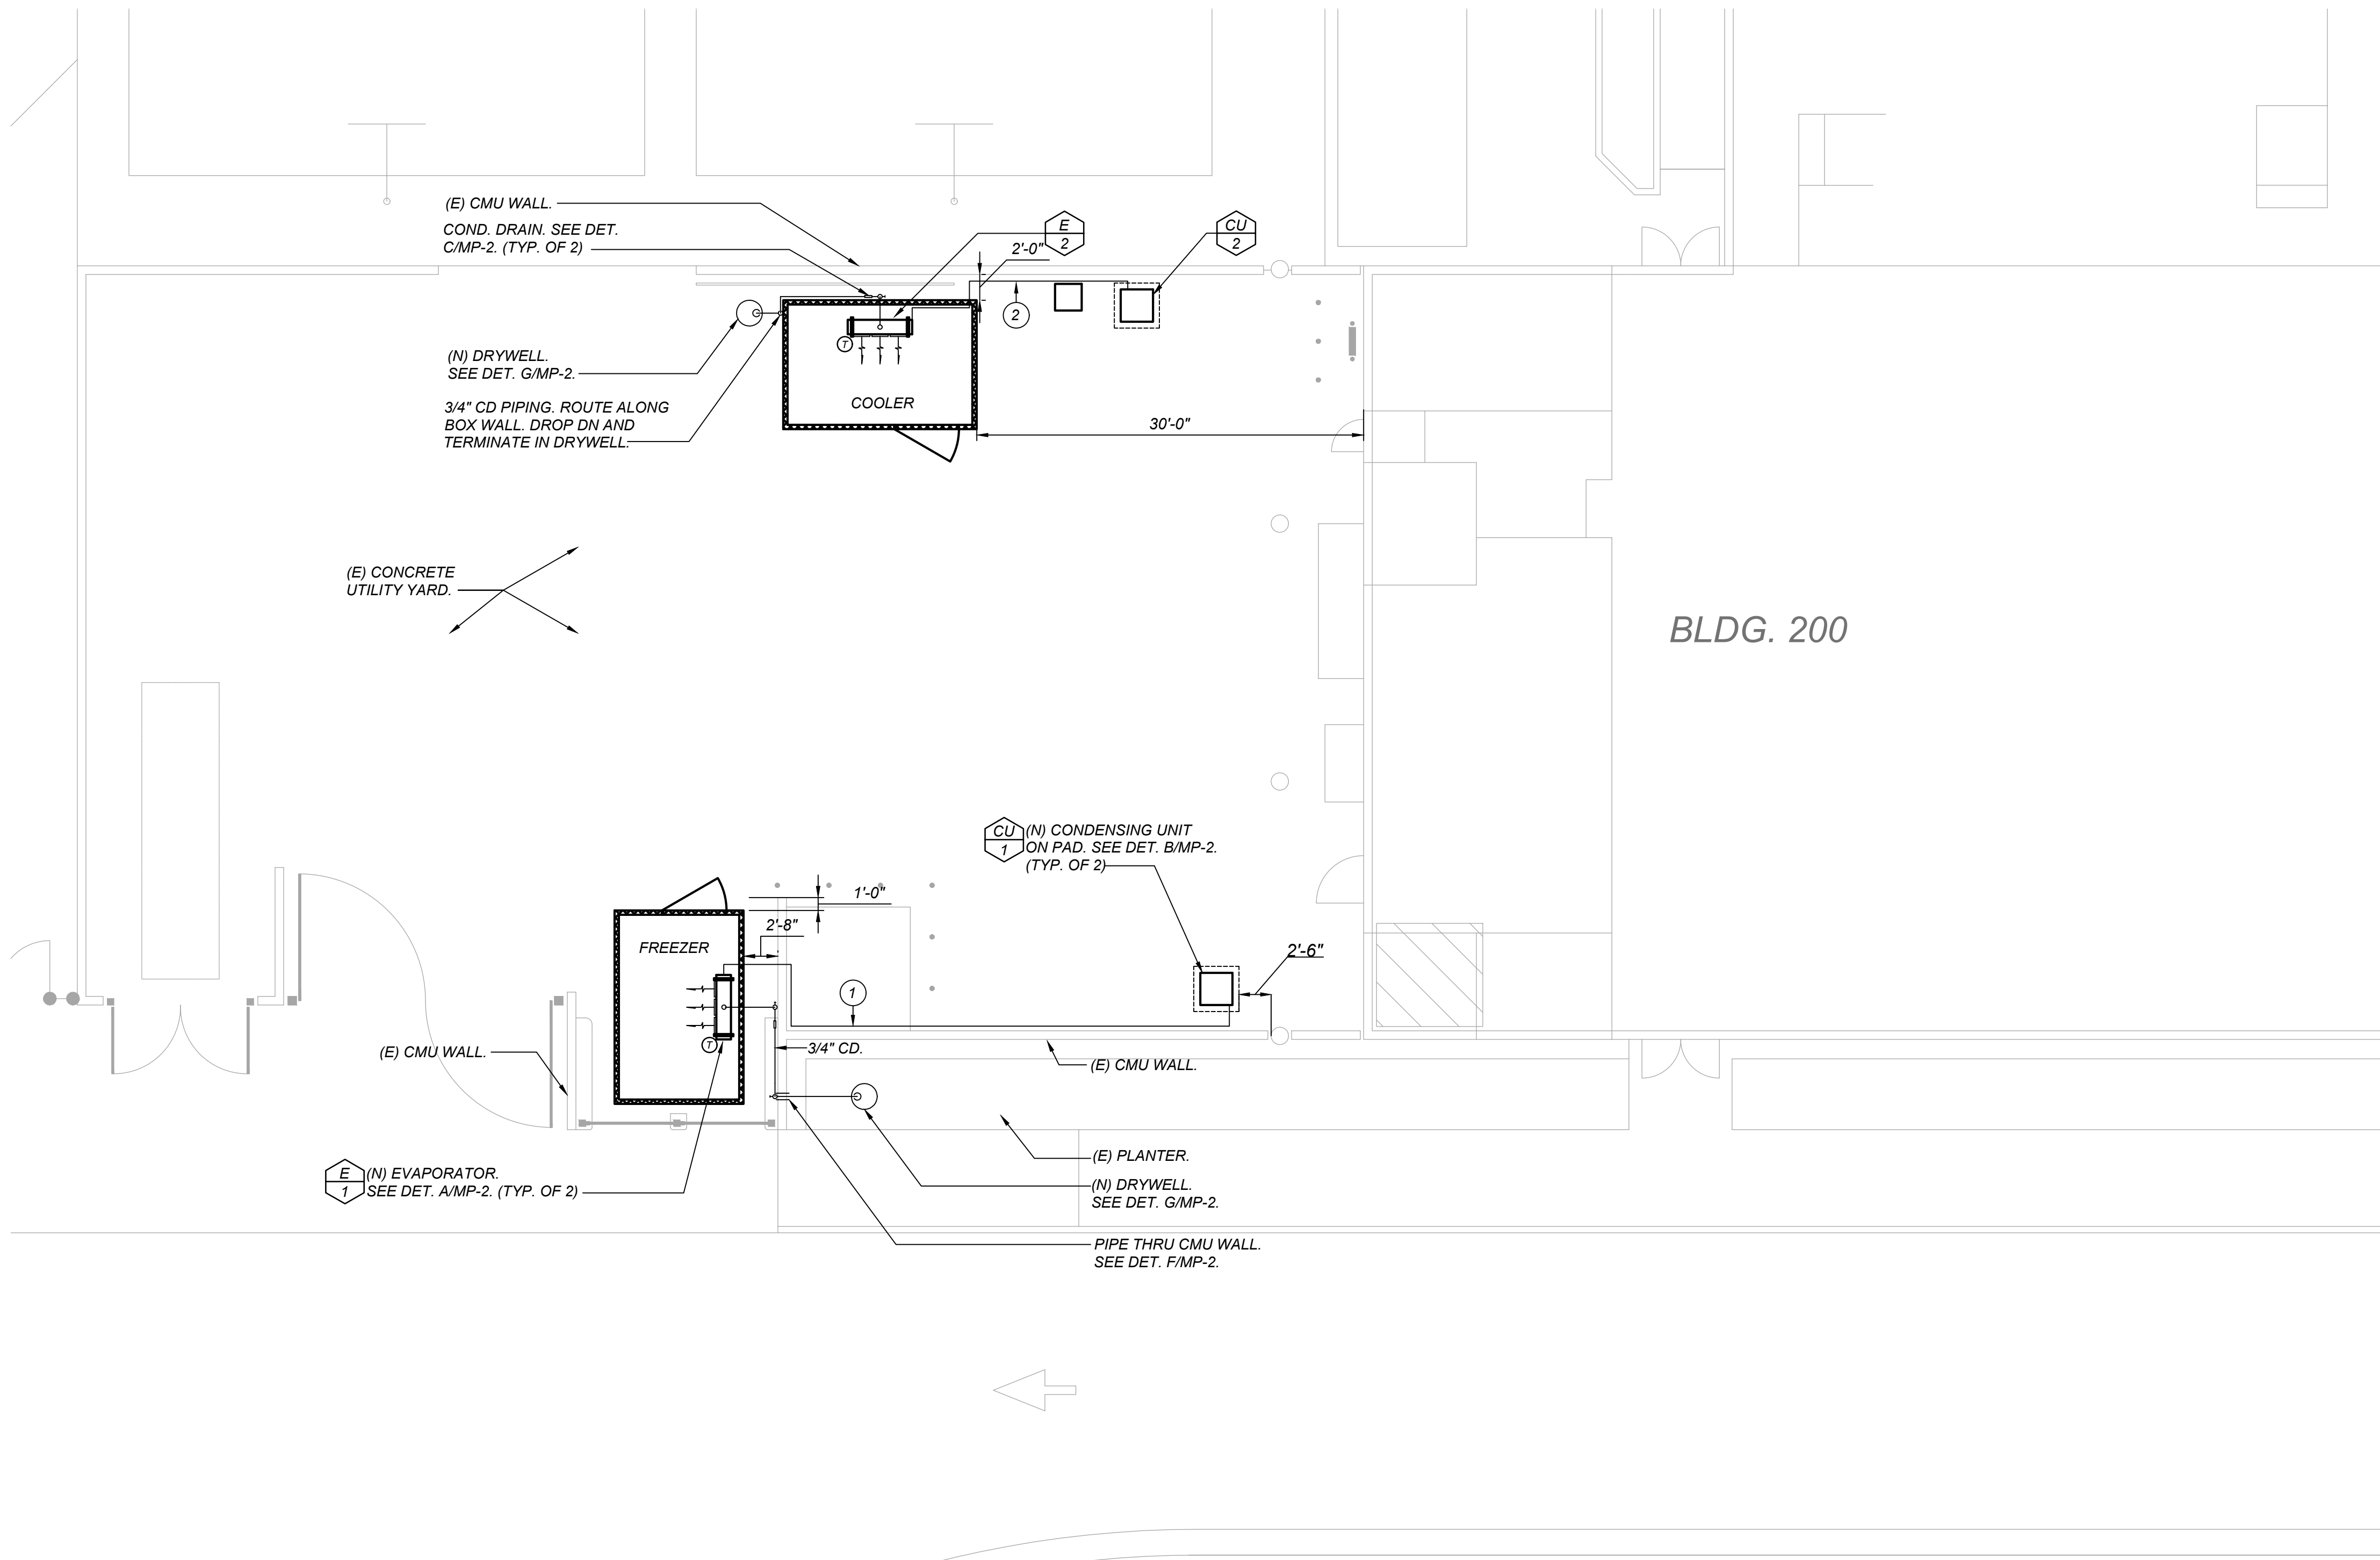 (E) CMU WALL.
COND. DRAIN. SEE DET.
C/MP-2. (TYP. OF 2)
E
2
2'-0"
CU
2
2
(N) DRYWELL.
SEE DET. G/MP-2.
T
3/4" CD PIPING. ROUTE ALONG
BOX WALL. DROP DN AND
TERMINATE IN DRYWELL.
COOLER
30'-0"
(E) CONCRETE
UTILITY YARD.
BLDG. 200
CU
1
(N) CONDENSING UNIT
ON PAD. SEE DET. B/MP-2.
(TYP. OF 2)
1'-0"
2'-8"
FREEZER
2'-6"
1
T
(E) CMU WALL.
3/4" CD.
(E) CMU WALL.
E
1
(N) EVAPORATOR.
SEE DET. A/MP-2. (TYP. OF 2)
(E) PLANTER.
(N) DRYWELL.
SEE DET. G/MP-2.
PIPE THRU CMU WALL.
SEE DET. F/MP-2.